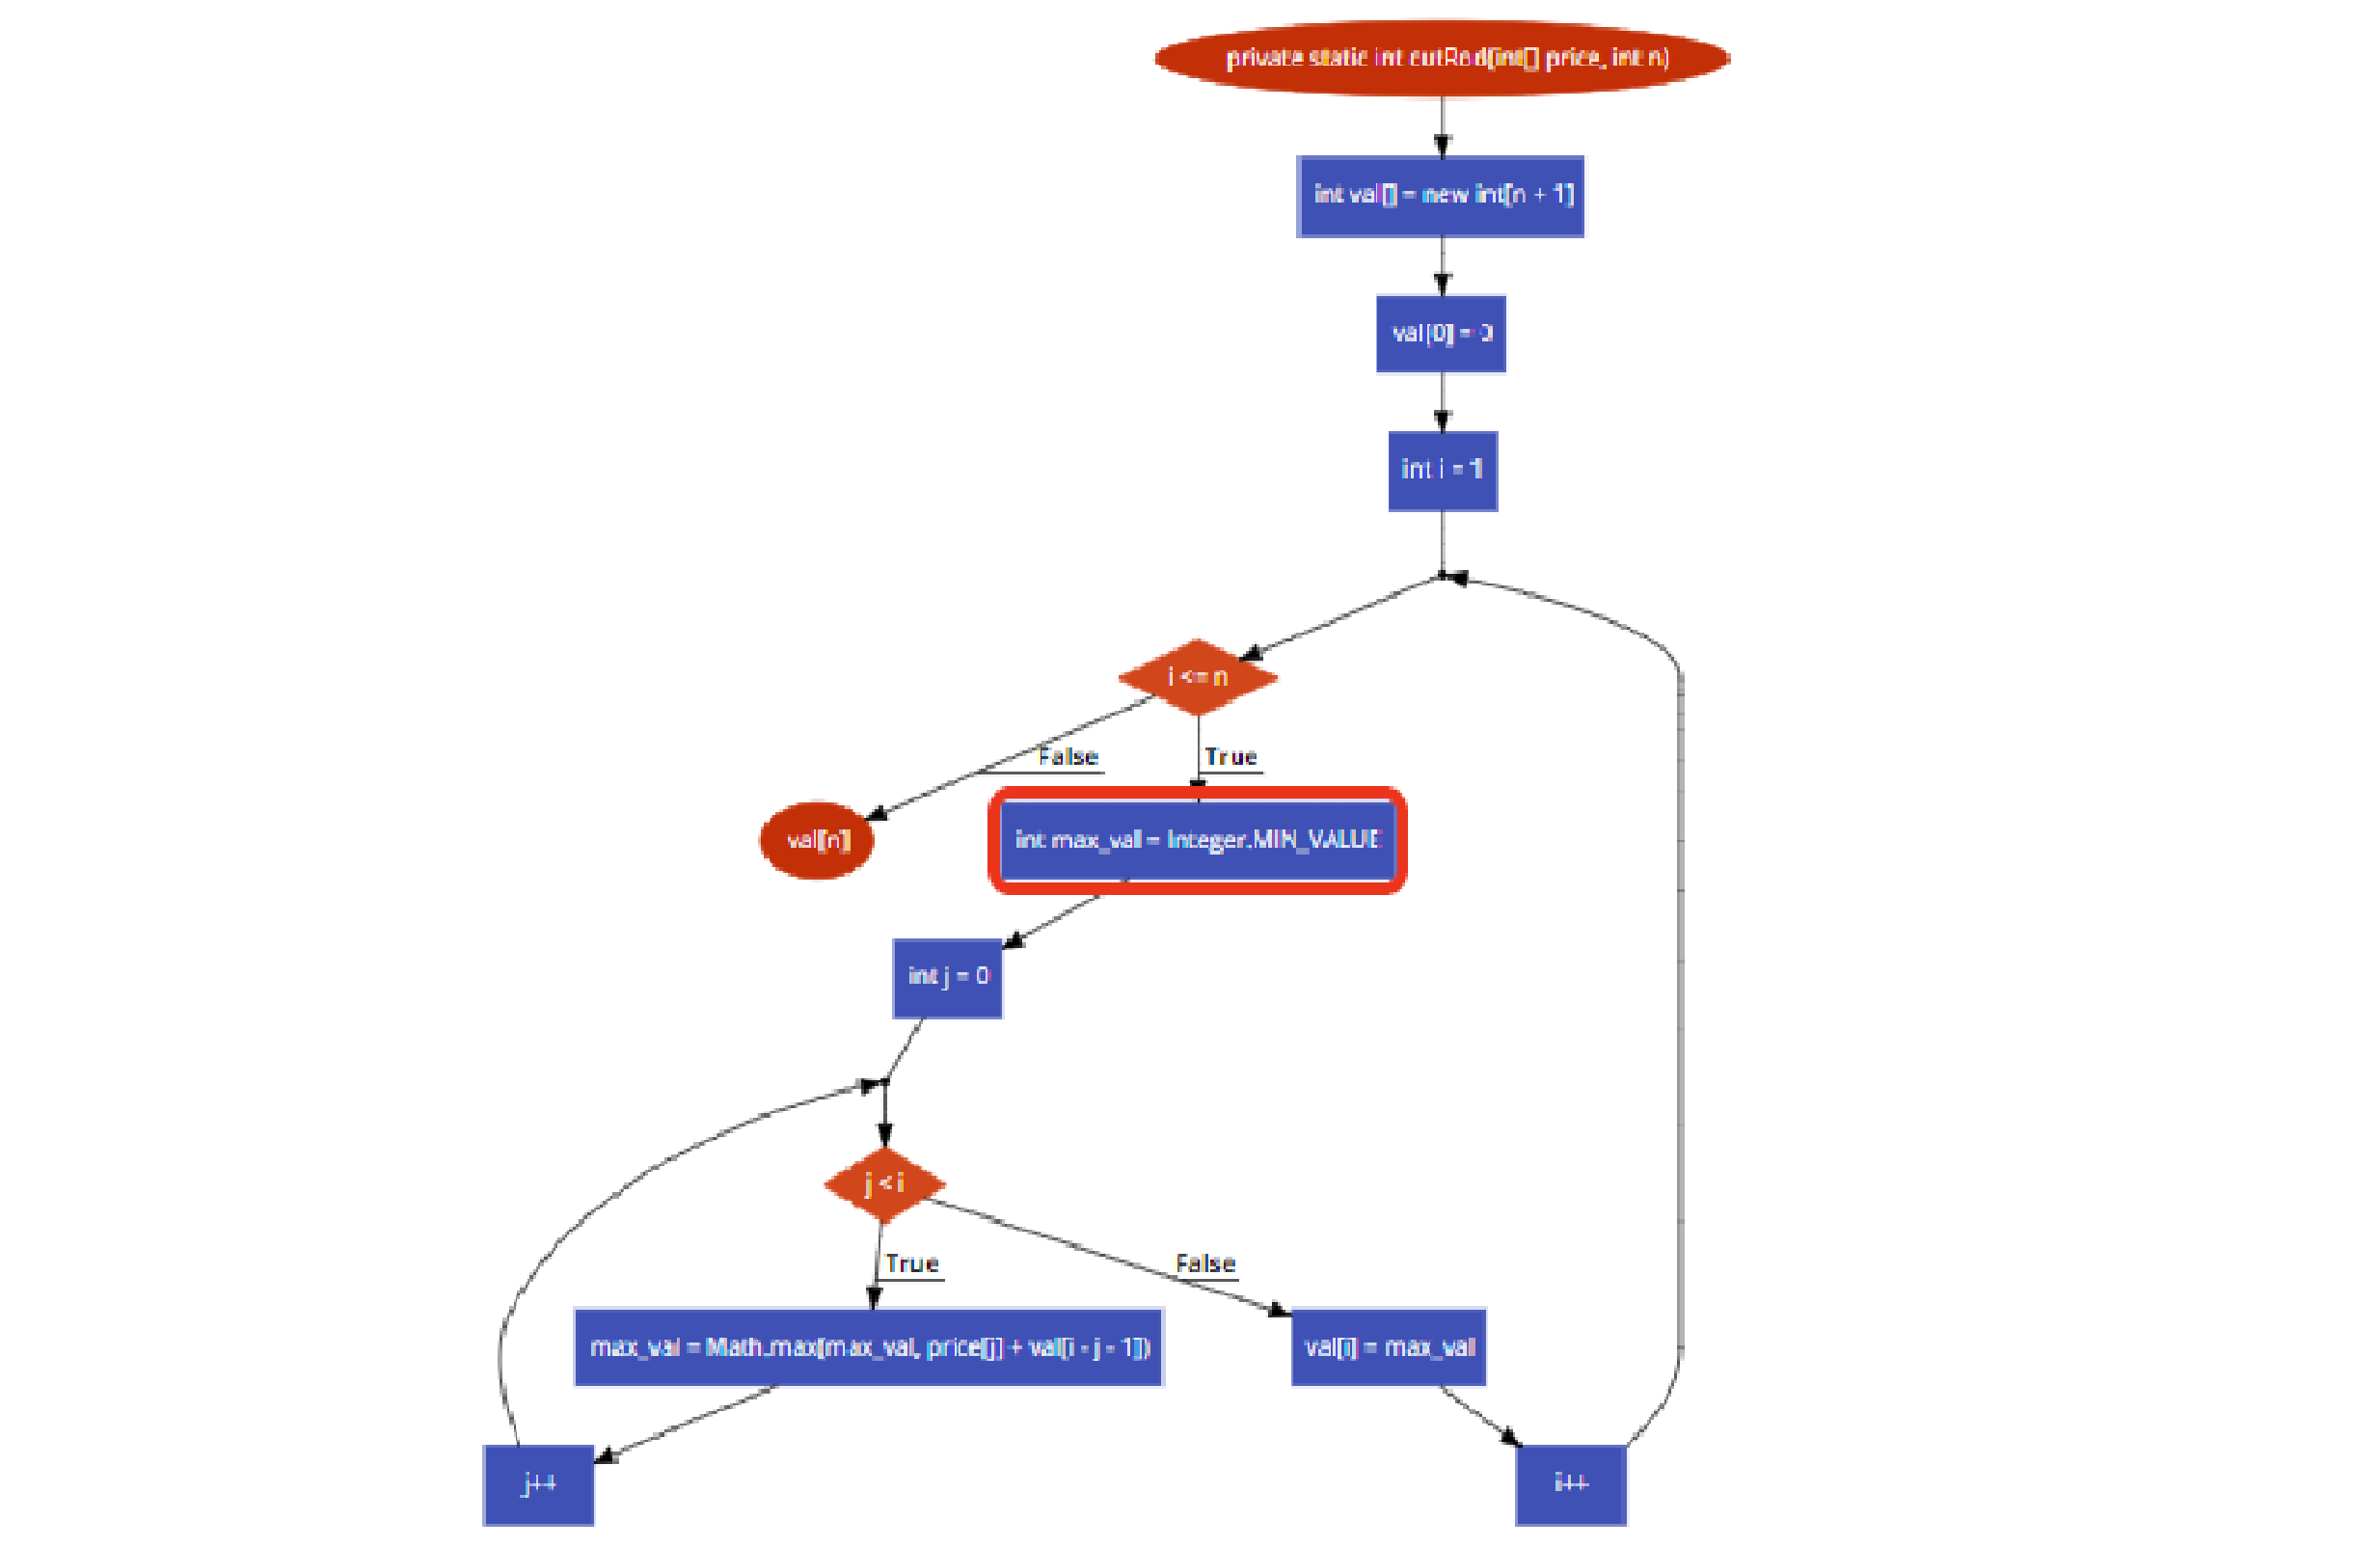 private static int cutRod(int[] price, int n)
int val[] = new int[n + 1]
val[0] = 0
int i = 1
i <= n
False
True
val[n]
int max_val = Integer.MIN_VALUE
int j = 0
j < i
True
False
max_val = Math.max(max_val, price[j] + val[i - j - 1])
val[i] = max_val
j++
i++